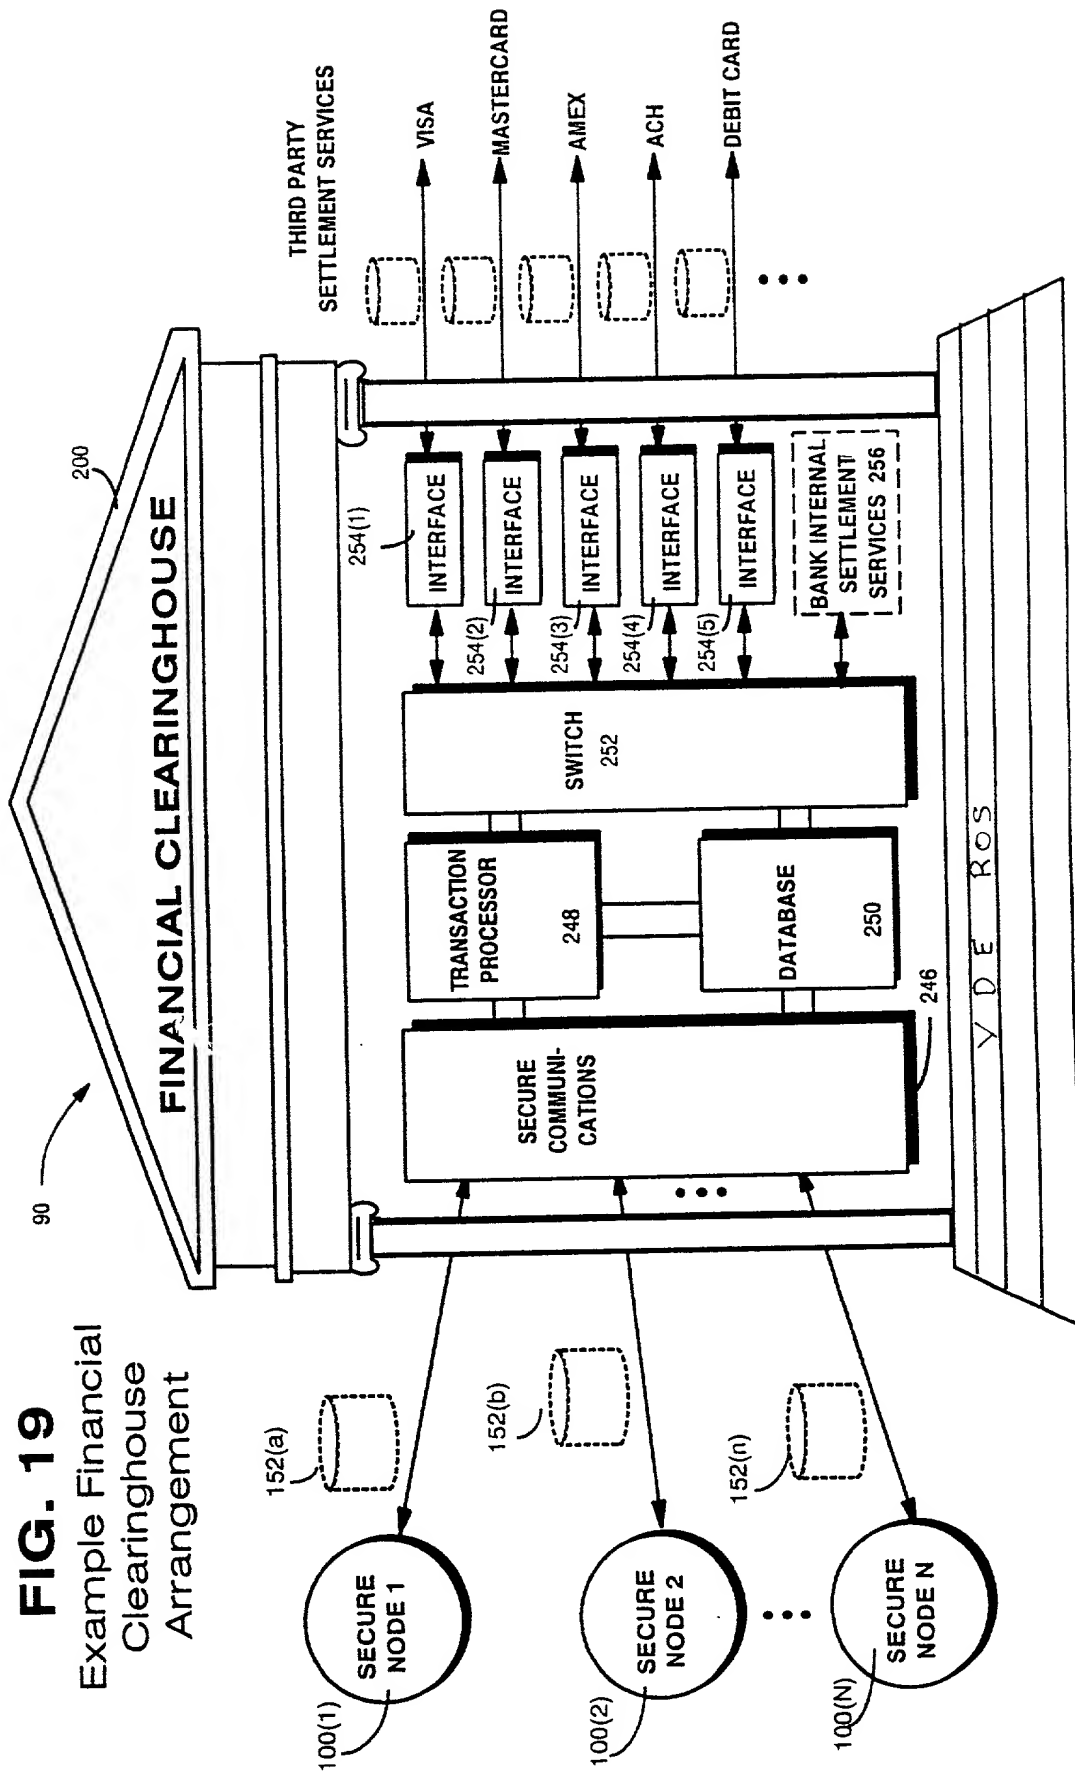 FIG. 19
Example Financial
Clearinghouse
Arrangement
90
200
FINANCIAL CLEARINGHOUSE
THIRD PARTY
SETTLEMENT SERVICES
152(a)
152(b)
152(n)
SECURE
NODE 1
100(1)
SECURE
NODE 2
100(2)
SECURE
NODE N
100(N)
SECURE
COMMUNI-
CATIONS
246
TRANSACTION
PROCESSOR
248
DATABASE
250
SWITCH
252
254(1)
INTERFACE
254(2)
INTERFACE
254(3)
INTERFACE
254(4)
INTERFACE
254(5)
INTERFACE
BANK INTERNAL
SETTLEMENT
SERVICES 256
VISA
MASTERCARD
AMEX
ACH
DEBIT CARD
VDE ROS